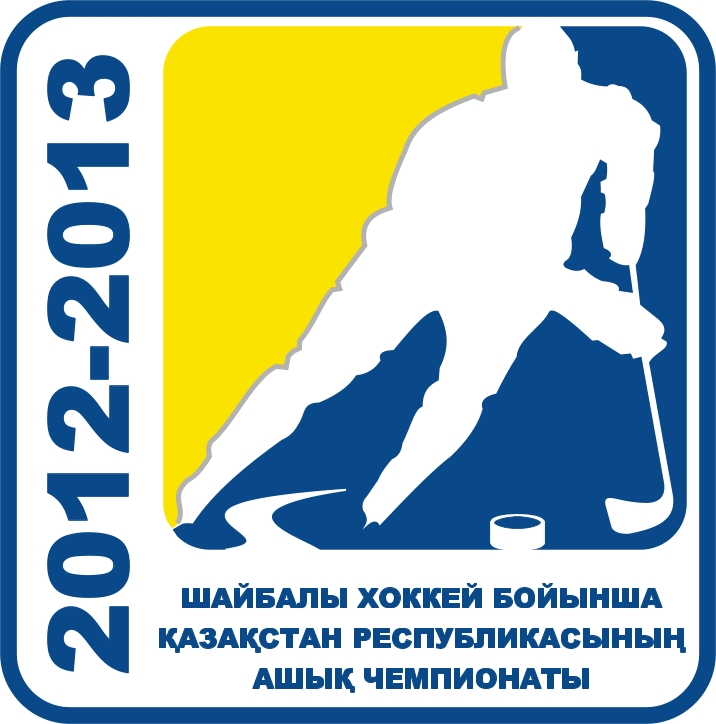 2012-2013
ШАЙБАЛЫ ХОККЕЙ БОЙЫНША
ҚАЗАҚСТАН РЕСПУБЛИКАСЫНЫҢ
АШЫҚ ЧЕМПИОНАТЫ